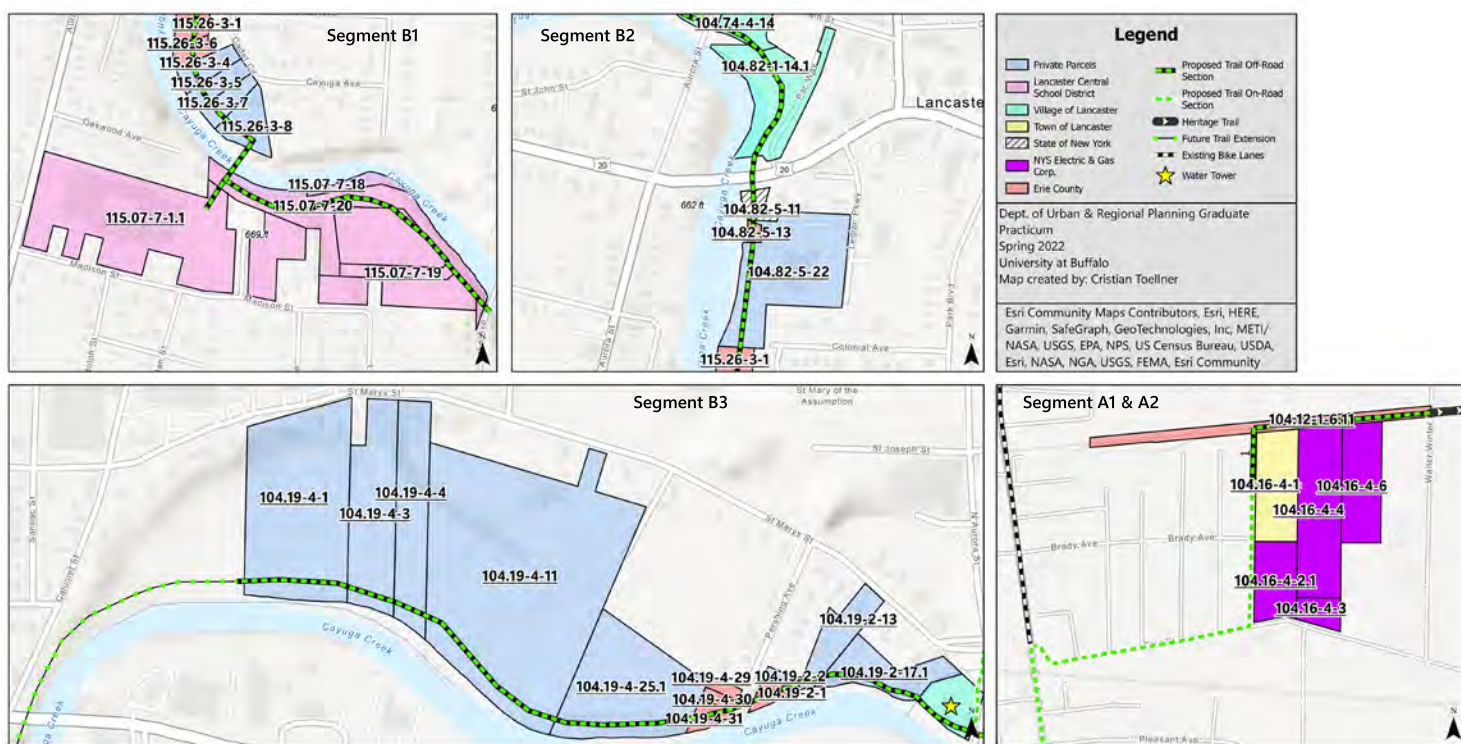 Segment B1
115.26-3-1
115.26-3-6
115.26-3-4
115.26-3-5
115.26-3-7
115.26-3-8
Cayuga Ave
Oakwood Ave
Cayuga Creek
Cayuga Creek
115.07-7-18
115.07-7-20
115.07-7-1.1
669 ft
115.07-7-19
Madison St
Madison St
N
Segment B2
104.74-4-14
104.82-1-14.1
Aurora St
St John St
Lancaste
20
20
Cayuga Creek
662 ft
104.82-5-11
104.82-5-13
104.82-5-22
Park Blvd
Aurora St
Colonial Ave
115.26-3-1
N
Legend
Private Parcels
Lancaster Central
School District
Village of Lancaster
Town of Lancaster
State of New York
NYS Electric & Gas
Corp.
Erie County
Proposed Trail Off-Road
Section
Proposed Trail On-Road
Section
Heritage Trail
Future Trail Extension
Existing Bike Lanes
Water Tower
Dept. of Urban & Regional Planning Graduate
Practicum
Spring 2022
University at Buffalo
Map created by: Cristian Toellner
Esri Community Maps Contributors, Esri, HERE,
Garmin, SafeGraph, GeoTechnologies, Inc, METI/
NASA, USGS, EPA, NPS, US Census Bureau, USDA,
Esri, NASA, NGA, USGS, FEMA, Esri Community
Segment B3
St Marys St
St Mary of the
Assumption
St Joseph St
St Marys St
N Aurora St
104.19-4-1
104.19-4-4
104.19-4-3
104.19-4-11
Pershing Ave
104.19-2-13
Cayuga Creek
104.19-4-25.1
104.19-4-29
104.19-4-30
104.19-4-31
104.19-2-2
104.19-2-1
104.19-2-17.1
Cayuga Creek
N
Segment A1 & A2
104.12-1-6.11
Walter Winter
104.16-4-1
104.16-4-6
104.16-4-4
Brady Ave
Brady Ave
104.16-4-2.1
104.16-4-3
Pleasant Ave
N